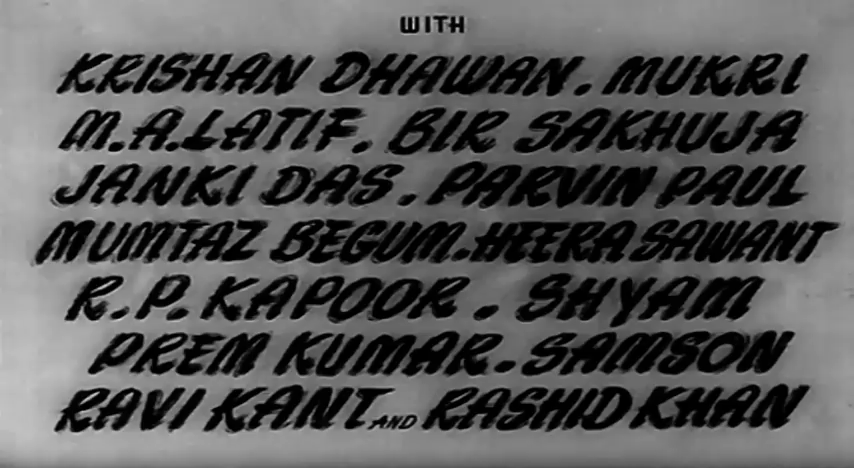 WITH
KRISHAN DHAWAN. MUKRI
M.A.LATIF. BIR SAKHUJA
JANKI DAS. PARVIN PAUL
MUMTAZ BEGUM.HEERA SAWANT
R.P. KAPOOR. SHYAM
PREM KUMAR. SAMSON
RAVI KANT AND RASHID KHAN